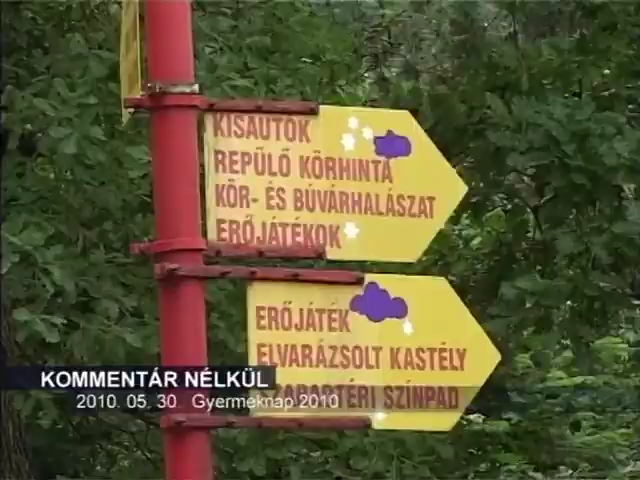 KISAUTÓK
REPÜLŐ KÖRHINTA
KÖR- ÉS BÚVÁRHALÁSZAT
ERŐJÁTÉKOK
ERŐJÁTÉK
ELVARÁZSOLT KASTÉLY
SZABADTÉRI SZÍNPAD
KOMMENTÁR NÉLKÜL
2010. 05. 30. Gyermeknap 2010